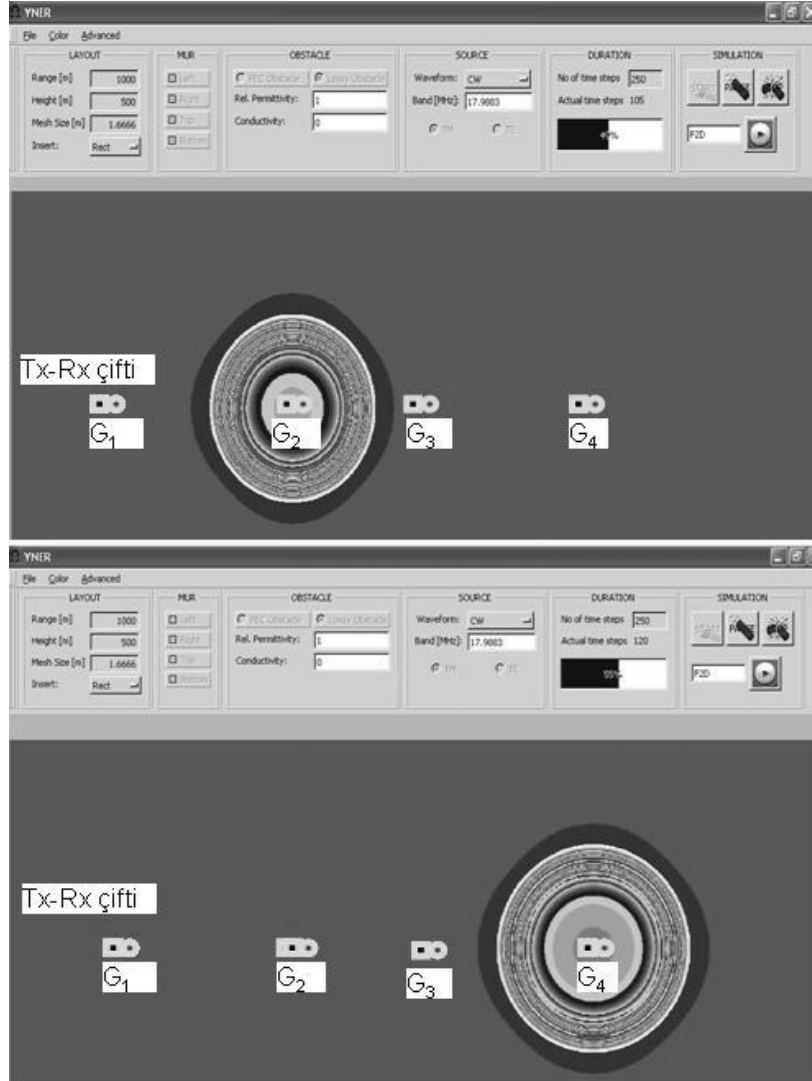 YNER
File Color Advanced
LAYOUT MUR OBSTACLE SOURCE DURATION SIMULATION
Range [m] 1000 Left PEC Obstacle Lossy Obstacle Waveform: CW No of time steps 250
Height [m] 500 Right Rel. Permittivity: 1 Band [MHz]: 17.9883 Actual time steps 105
Mesh Size [m] 1.6666 Top Conductivity: 0 TM TE
Insert: Rect Bottom F2D
Tx-Rx çifti
G1 G2 G3 G4
YNER
File Color Advanced
LAYOUT MUR OBSTACLE SOURCE DURATION SIMULATION
Range [m] 1000 Left PEC Obstacle Lossy Obstacle Waveform: CW No of time steps 250
Height [m] 500 Right Rel. Permittivity: 1 Band [MHz]: 17.9883 Actual time steps 120
Mesh Size [m] 1.6666 Top Conductivity: 0 TM TE 55%
Insert: Rect Bottom F2D
Tx-Rx çifti
G1 G2 G3 G4